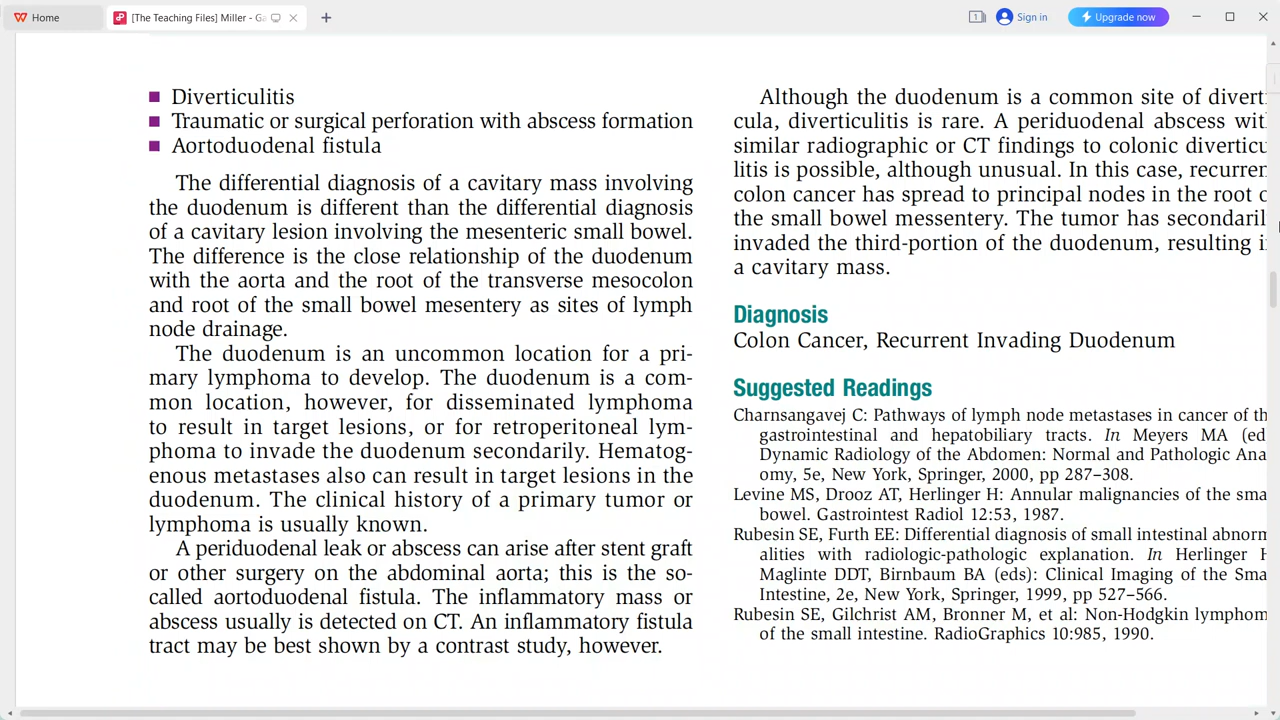 Home
[The Teaching Files] Miller - Ga
1
Sign in
Upgrade now
Diverticulitis
Traumatic or surgical perforation with abscess formation
Aortoduodenal fistula
The differential diagnosis of a cavitary mass involving
the duodenum is different than the differential diagnosis
of a cavitary lesion involving the mesenteric small bowel.
The difference is the close relationship of the duodenum
with the aorta and the root of the transverse mesocolon
and root of the small bowel mesentery as sites of lymph
node drainage.
The duodenum is an uncommon location for a pri-
mary lymphoma to develop. The duodenum is a com-
mon location, however, for disseminated lymphoma
to result in target lesions, or for retroperitoneal lym-
phoma to invade the duodenum secondarily. Hematog-
enous metastases also can result in target lesions in the
duodenum. The clinical history of a primary tumor or
lymphoma is usually known.
A periduodenal leak or abscess can arise after stent graft
or other surgery on the abdominal aorta; this is the so-
called aortoduodenal fistula. The inflammatory mass or
abscess usually is detected on CT. An inflammatory fistula
tract may be best shown by a contrast study, however.
Although the duodenum is a common site of diverti
cula, diverticulitis is rare. A periduodenal abscess wit
similar radiographic or CT findings to colonic diverticu
litis is possible, although unusual. In this case, recurren
colon cancer has spread to principal nodes in the root o
the small bowel messentery. The tumor has secondaril
invaded the third-portion of the duodenum, resulting i
a cavitary mass.
Diagnosis
Colon Cancer, Recurrent Invading Duodenum
Suggested Readings
Charnsangavej C: Pathways of lymph node metastases in cancer of th
gastrointestinal and hepatobiliary tracts. In Meyers MA (ed
Dynamic Radiology of the Abdomen: Normal and Pathologic Ana
omy, 5e, New York, Springer, 2000, pp 287–308.
Levine MS, Drooz AT, Herlinger H: Annular malignancies of the sma
bowel. Gastrointest Radiol 12:53, 1987.
Rubesin SE, Furth EE: Differential diagnosis of small intestinal abnorm
alities with radiologic-pathologic explanation. In Herlinger H
Maglinte DDT, Birnbaum BA (eds): Clinical Imaging of the Sma
Intestine, 2e, New York, Springer, 1999, pp 527–566.
Rubesin SE, Gilchrist AM, Bronner M, et al: Non-Hodgkin lymphom
of the small intestine. RadioGraphics 10:985, 1990.